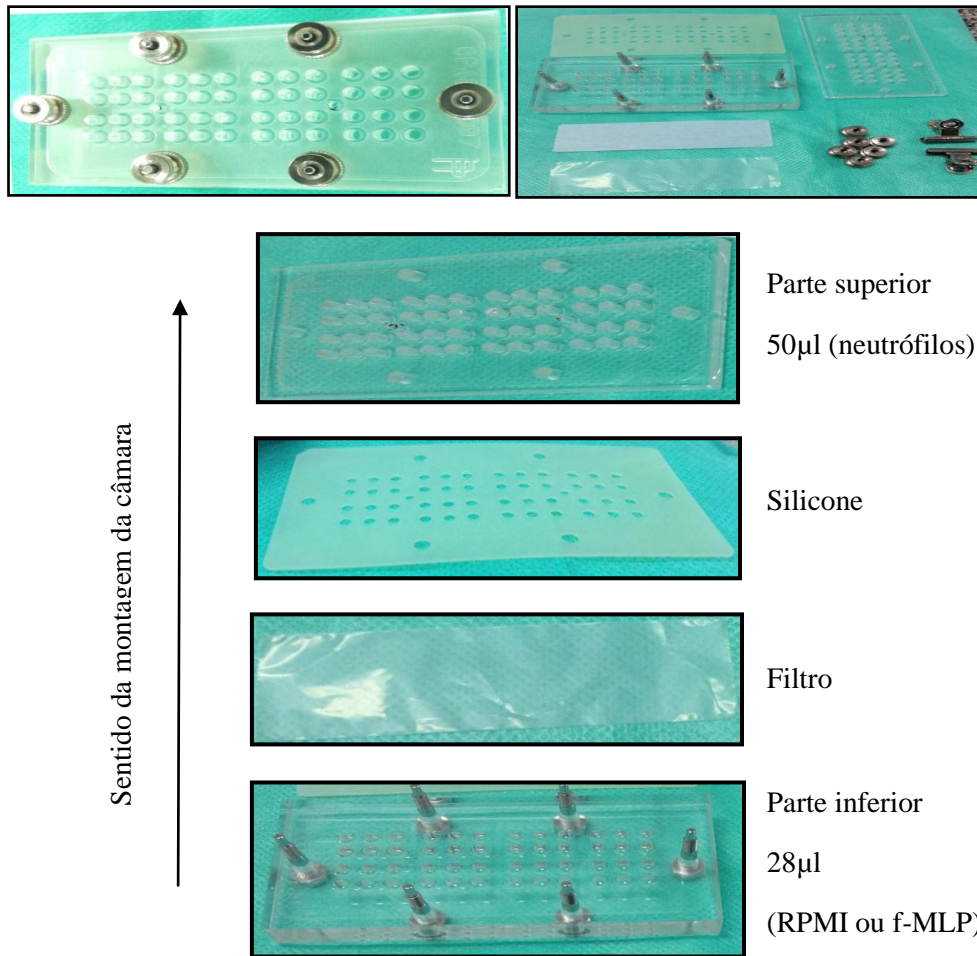 Parte superior
50µl (neutrófilos)
Silicone
Filtro
Parte inferior
28µl
(RPMI ou f-MLP)
Sentido da montagem da câmara